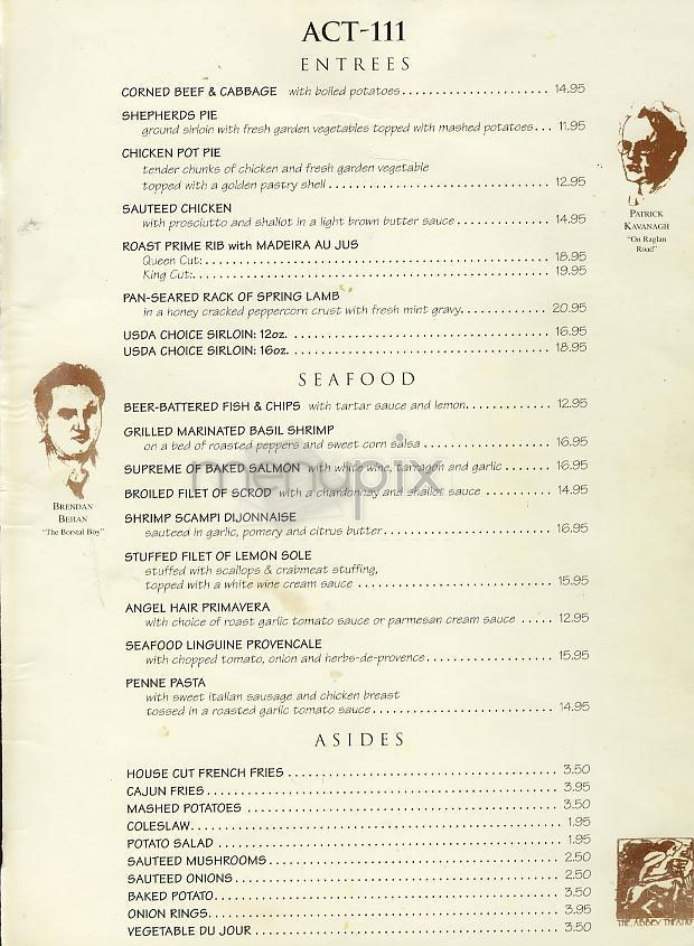 ACT-111
ENTREES
CORNED BEEF & CABBAGE with boiled potatoes 14.95
SHEPHERDS PIE
ground sirloin with fresh garden vegetables topped with mashed potatoes... 11.95
CHICKEN POT PIE
tender chunks of chicken and fresh garden vegetable
topped with a golden pastry shell 12.95
SAUTEED CHICKEN
with prosciutto and shallot in a light brown butter sauce 14.95
ROAST PRIME RIB with MADEIRA AU JUS
Queen Cut: 18.95
King Cut: 19.95
PAN-SEARED RACK OF SPRING LAMB
in a honey cracked peppercorn crust with fresh mint gravy 20.95
USDA CHOICE SIRLOIN: 12oz. 16.95
USDA CHOICE SIRLOIN: 16oz. 18.95
PATRICK
KAVANAGH
"On Raglan
Road"
SEAFOOD
BEER-BATTERED FISH & CHIPS with tartar sauce and lemon 12.95
GRILLED MARINATED BASIL SHRIMP
on a bed of roasted peppers and sweet corn salsa 16.95
SUPREME OF BAKED SALMON with white wine, tarragon and garlic 16.95
BROILED FILET OF SCROD with a chardonnay and shallot sauce 14.95
SHRIMP SCAMPI DIJONNAISE
sauteed in garlic, pomery and citrus butter 16.95
STUFFED FILET OF LEMON SOLE
stuffed with scallops & crabmeat stuffing,
topped with a white wine cream sauce 15.95
ANGEL HAIR PRIMAVERA
with choice of roast garlic tomato sauce or parmesan cream sauce 12.95
SEAFOOD LINGUINE PROVENCALE
with chopped tomato, onion and herbs-de-provence 15.95
PENNE PASTA
with sweet italian sausage and chicken breast
tossed in a roasted garlic tomato sauce 14.95
BRENDAN
BEHAN
"The Borstal Boy"
menupix
ASIDES
HOUSE CUT FRENCH FRIES 3.50
CAJUN FRIES 3.95
MASHED POTATOES 3.50
COLESLAW 1.95
POTATO SALAD 1.95
SAUTEED MUSHROOMS 2.50
SAUTEED ONIONS 2.50
BAKED POTATO 3.50
ONION RINGS 3.95
VEGETABLE DU JOUR 3.50
THE ABBEY THEATRE